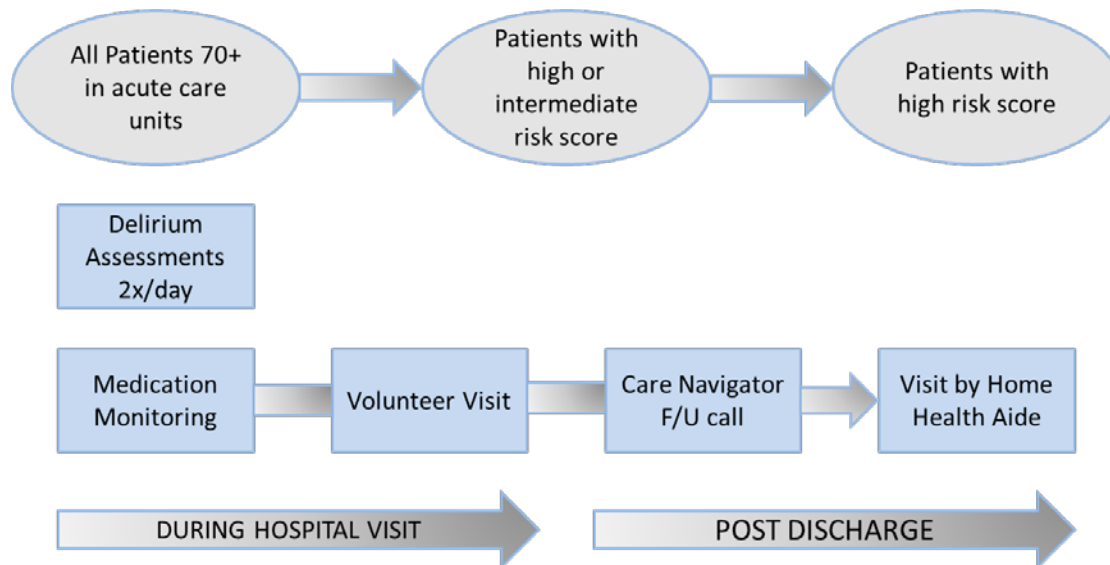 All Patients 70+
in acute care
units
Patients with
high or
intermediate
risk score
Patients with
high risk score
Delirium
Assessments
2x/day
Medication
Monitoring
Volunteer Visit
Care Navigator
F/U call
Visit by Home
Health Aide
DURING HOSPITAL VISIT
POST DISCHARGE